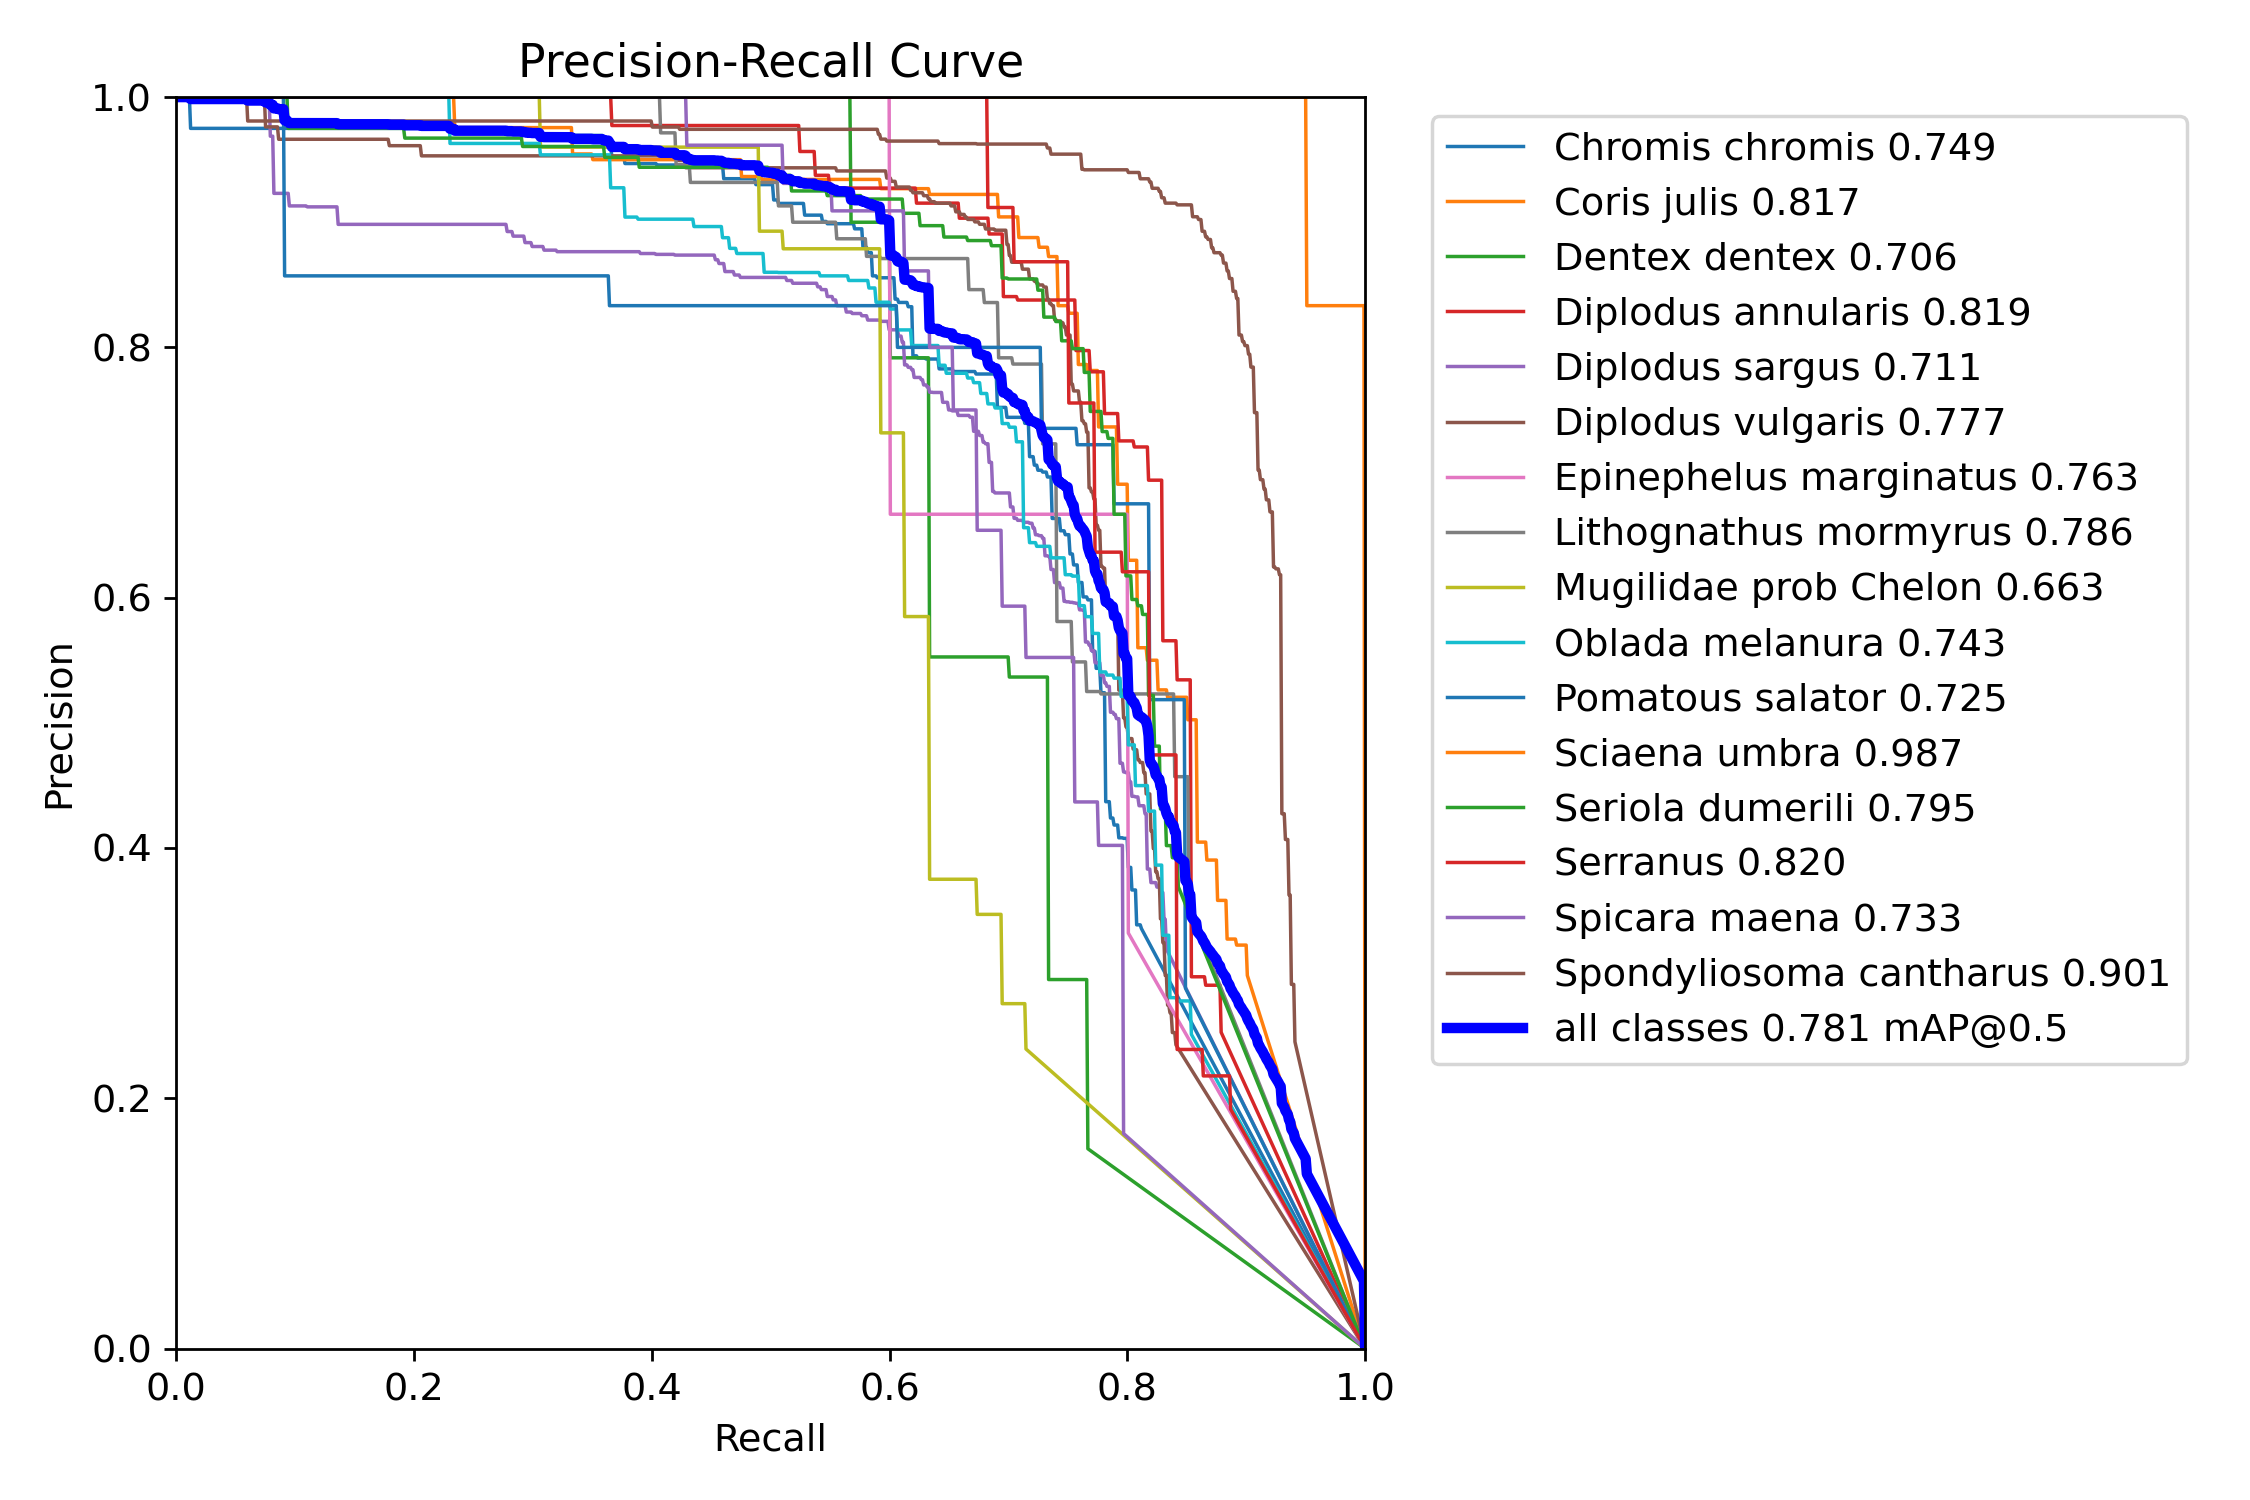 Precision-Recall Curve
1.0
0.8
0.6
0.4
0.2
0.0
Precision
0.0 0.2 0.4 0.6 0.8 1.0
Recall
Chromis chromis 0.749
Coris julis 0.817
Dentex dentex 0.706
Diplodus annularis 0.819
Diplodus sargus 0.711
Diplodus vulgaris 0.777
Epinephelus marginatus 0.763
Lithognathus mormyrus 0.786
Mugilidae prob Chelon 0.663
Oblada melanura 0.743
Pomatous salator 0.725
Sciaena umbra 0.987
Seriola dumerili 0.795
Serranus 0.820
Spicara maena 0.733
Spondyliosoma cantharus 0.901
all classes 0.781 mAP@0.5